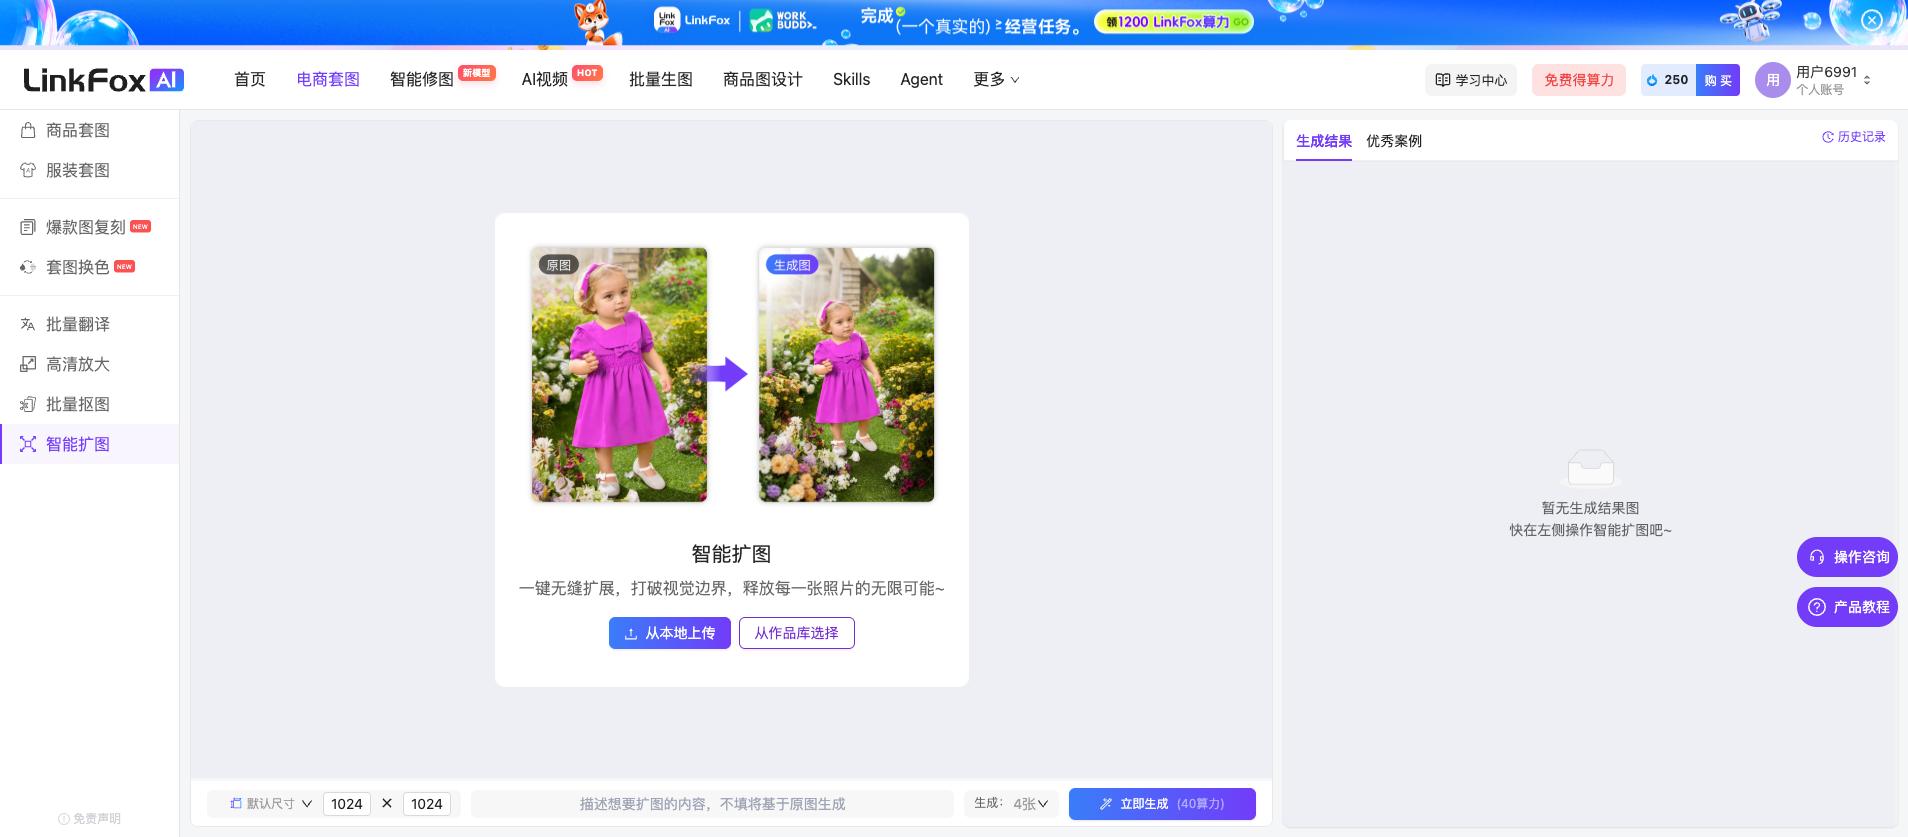 Link Fox AI LinkFox | WORK BUDDY 完成 (一个真实的) ≥ 经营任务。 领1200 LinkFox算力 GO
LinkFox AI
首页
电商套图
智能修图 新模型
AI视频 HOT
批量生图
商品图设计
Skills
Agent
更多
学习中心
免费得算力
250 购买
用
用户6991
个人账号
商品套图
服装套图
爆款图复刻 NEW
套图换色 NEW
批量翻译
高清放大
批量抠图
智能扩图
免责声明
原图
生成图
智能扩图
一键无缝扩展，打破视觉边界，释放每一张照片的无限可能~
从本地上传
从作品库选择
默认尺寸 1024 × 1024
描述想要扩图的内容，不填将基于原图生成
生成： 4张
立即生成 (40算力)
生成结果
优秀案例
历史记录
暂无生成结果图
快在左侧操作智能扩图吧~
操作咨询
产品教程